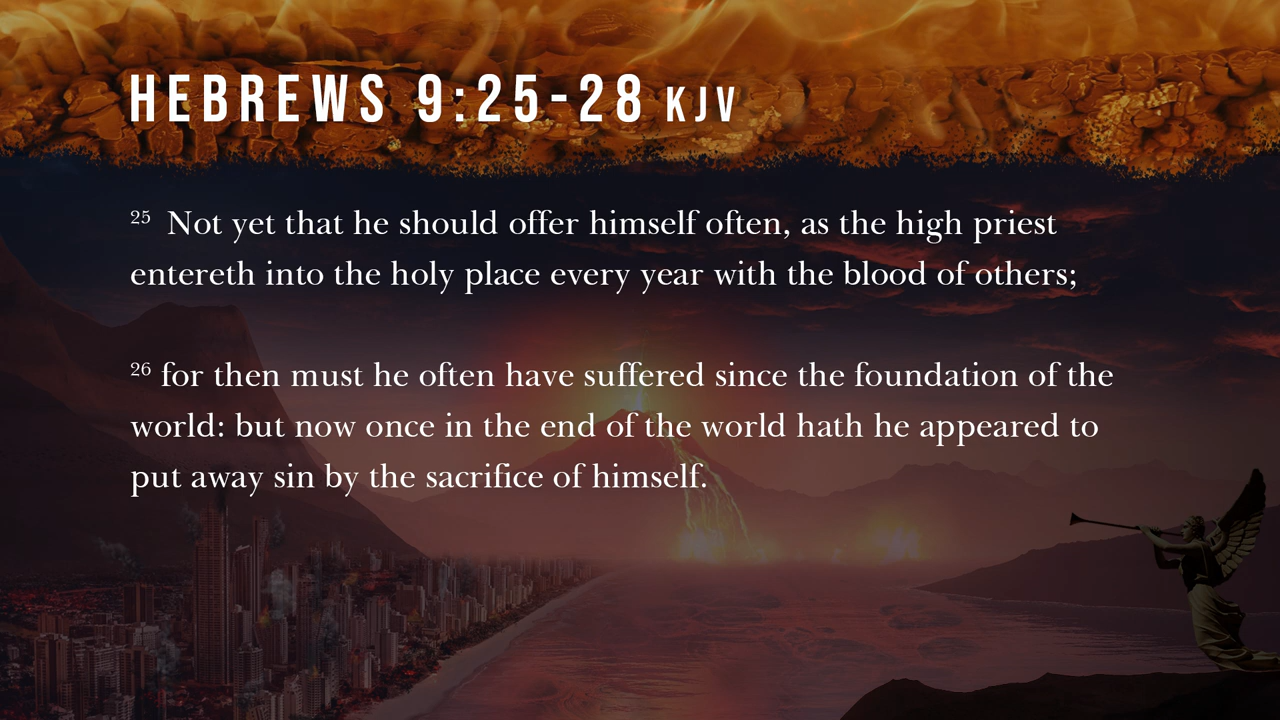 HEBREWS 9:25-28 KJV
25 Not yet that he should offer himself often, as the high priest
entereth into the holy place every year with the blood of others;
26 for then must he often have suffered since the foundation of the
world: but now once in the end of the world hath he appeared to
put away sin by the sacrifice of himself.